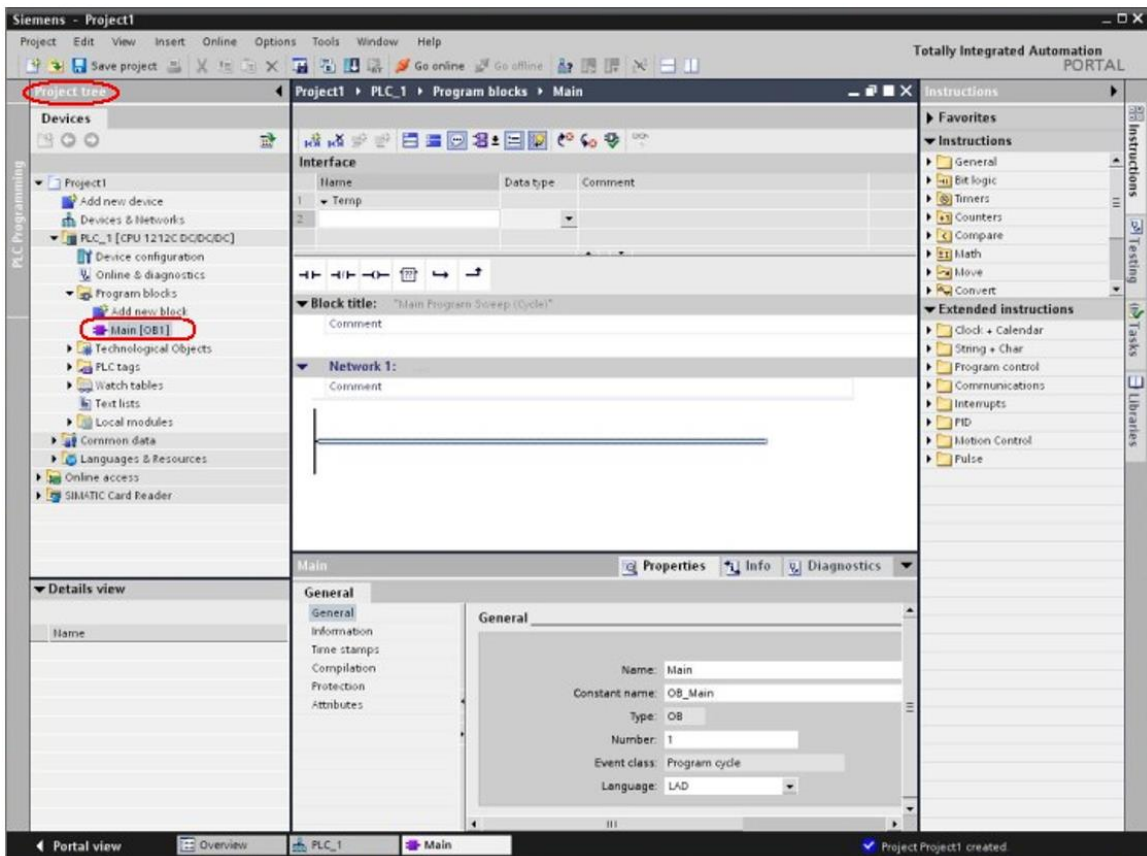 Siemens - Project1
Project Edit View Insert Online Options Tools Window Help
Totally Integrated Automation
PORTAL
Save project Go online Go offline
Project tree
Project1 Program blocks Main
PLC_1
Instructions
Devices
PLC Programming
Project1
Add new device
Devices & Networks
PLC_1 [CPU 1212C DC/DC/DC]
Device configuration
Online & diagnostics
Program blocks
Add new block
Main [OB1]
Technological Objects
PLC tags
Watch tables
Text lists
Local modules
Common data
Languages & Resources
Online access
SIMATIC Card Reader
Details view
Name
Interface
Name Data type Comment
1 Temp
2
Block title: "Main Program Sweep (Cycle)"
Comment
Network 1:
Comment
Main
Properties Info Diagnostics
General
General
Information
Time stamps
Compilation
Protection
Attributes
General
Name: Main
Constant name: OB_Main
Type: OB
Number: 1
Event class: Program cycle
Language: LAD
Favorites
Instructions
General
Bit logic
Timers
Counters
Compare
Math
Move
Convert
Extended instructions
Clock + Calendar
String + Char
Program control
Communications
Interrupts
PID
Motion Control
Pulse
Instructions
Testing
Tasks
Libraries
Portal view Overview PLC_1 Main
Project Project1 created.